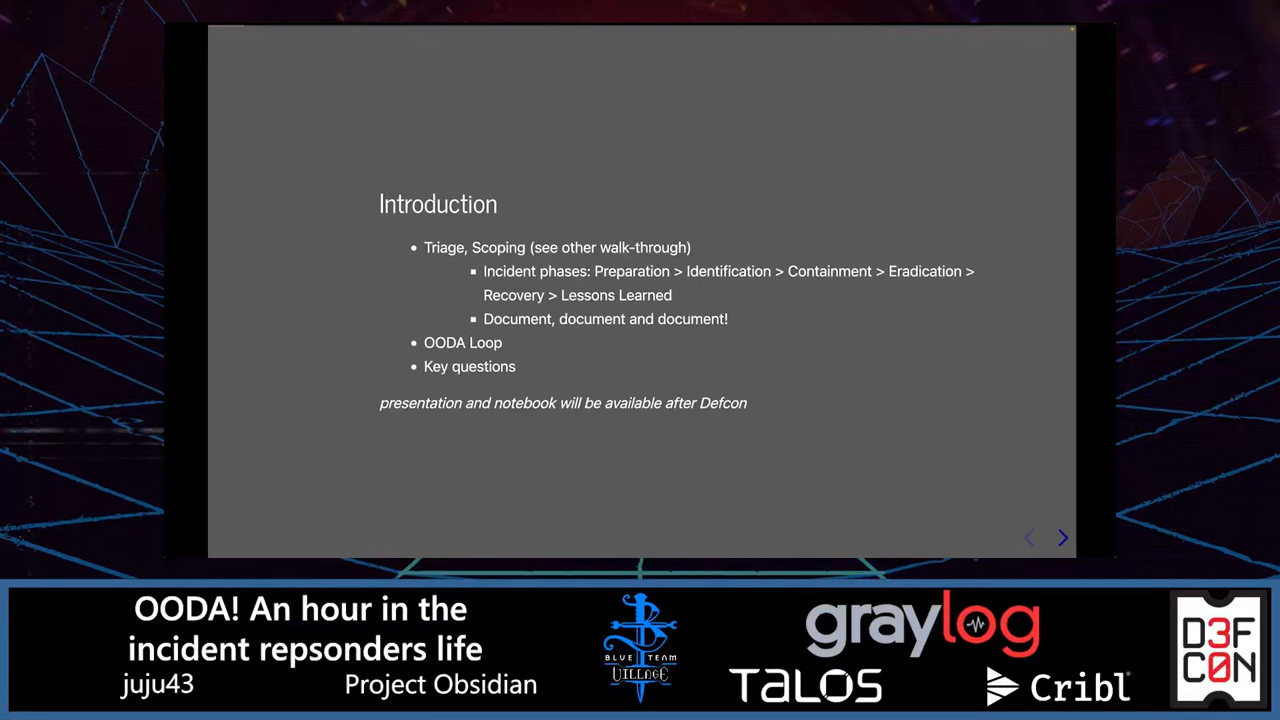 Introduction
Triage, Scoping (see other walk-through)
Incident phases: Preparation > Identification > Containment > Eradication >
Recovery > Lessons Learned
Document, document and document!
OODA Loop
Key questions
presentation and notebook will be available after Defcon
OODA! An hour in the
incident repsonders life
juju43
Project Obsidian
BLUE TEAM
VILLAGE
graylog
TALOS
Cribl
D3F
C0N